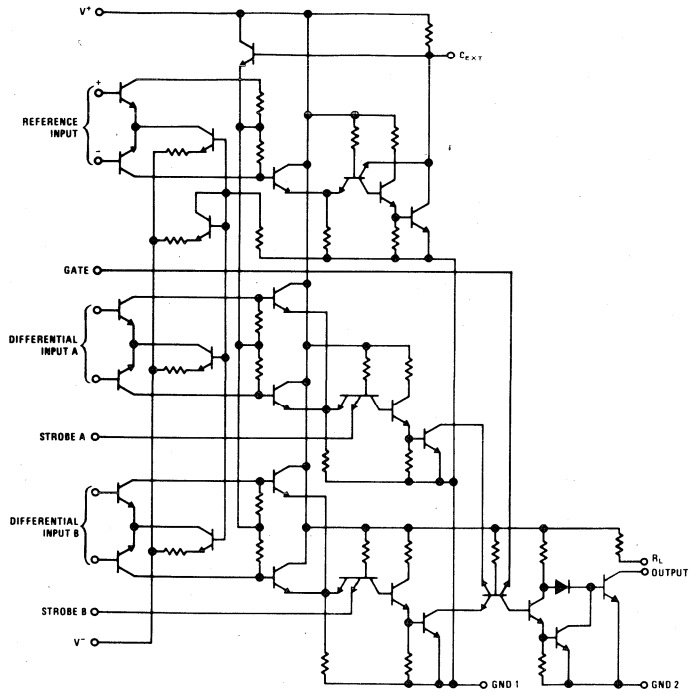 V+
CEXT
+
REFERENCE
INPUT
−
GATE
DIFFERENTIAL
INPUT A
STROBE A
DIFFERENTIAL
INPUT B
RL
OUTPUT
STROBE B
V−
GND 1
GND 2